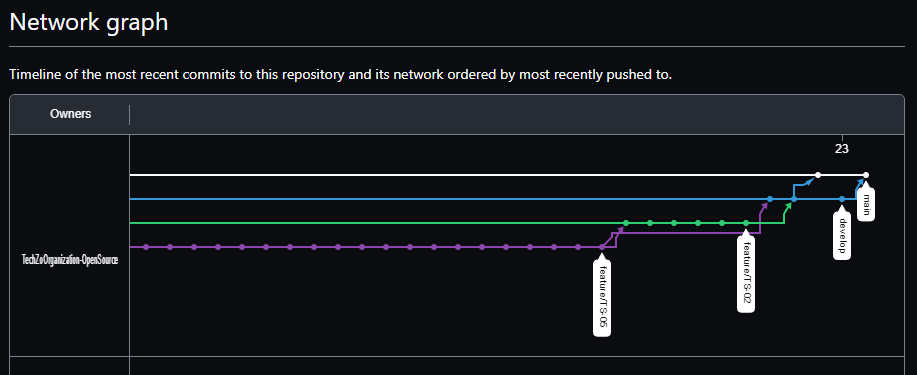 Network graph
Timeline of the most recent commits to this repository and its network ordered by most recently pushed to.
Owners
23
main
develop
feature/TS-02
feature/TS-05
TechZoOrganization-OpenSource